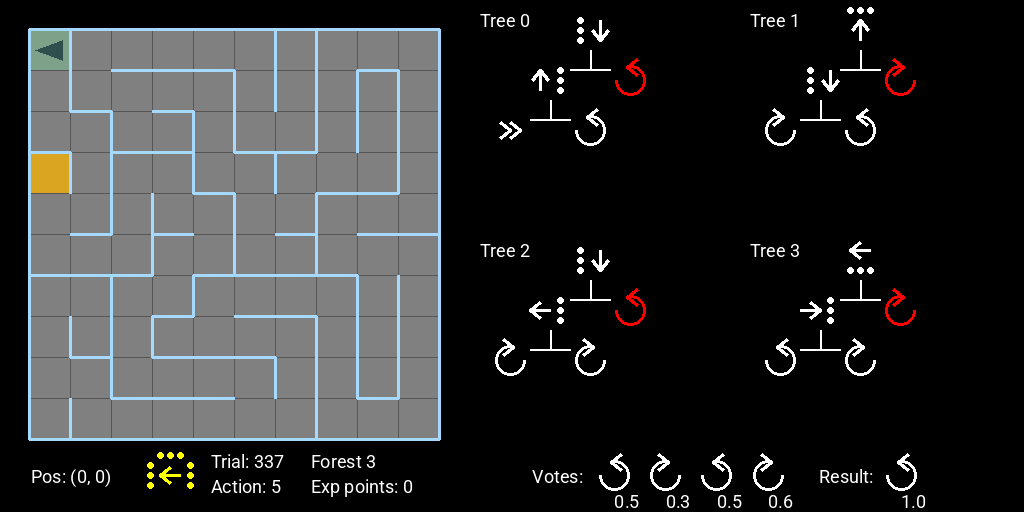 Tree 0
Tree 1
Tree 2
Tree 3
Pos: (0, 0)
Trial: 337
Forest 3
Action: 5
Exp points: 0
Votes:
0.5
0.3
0.5
0.6
Result:
1.0